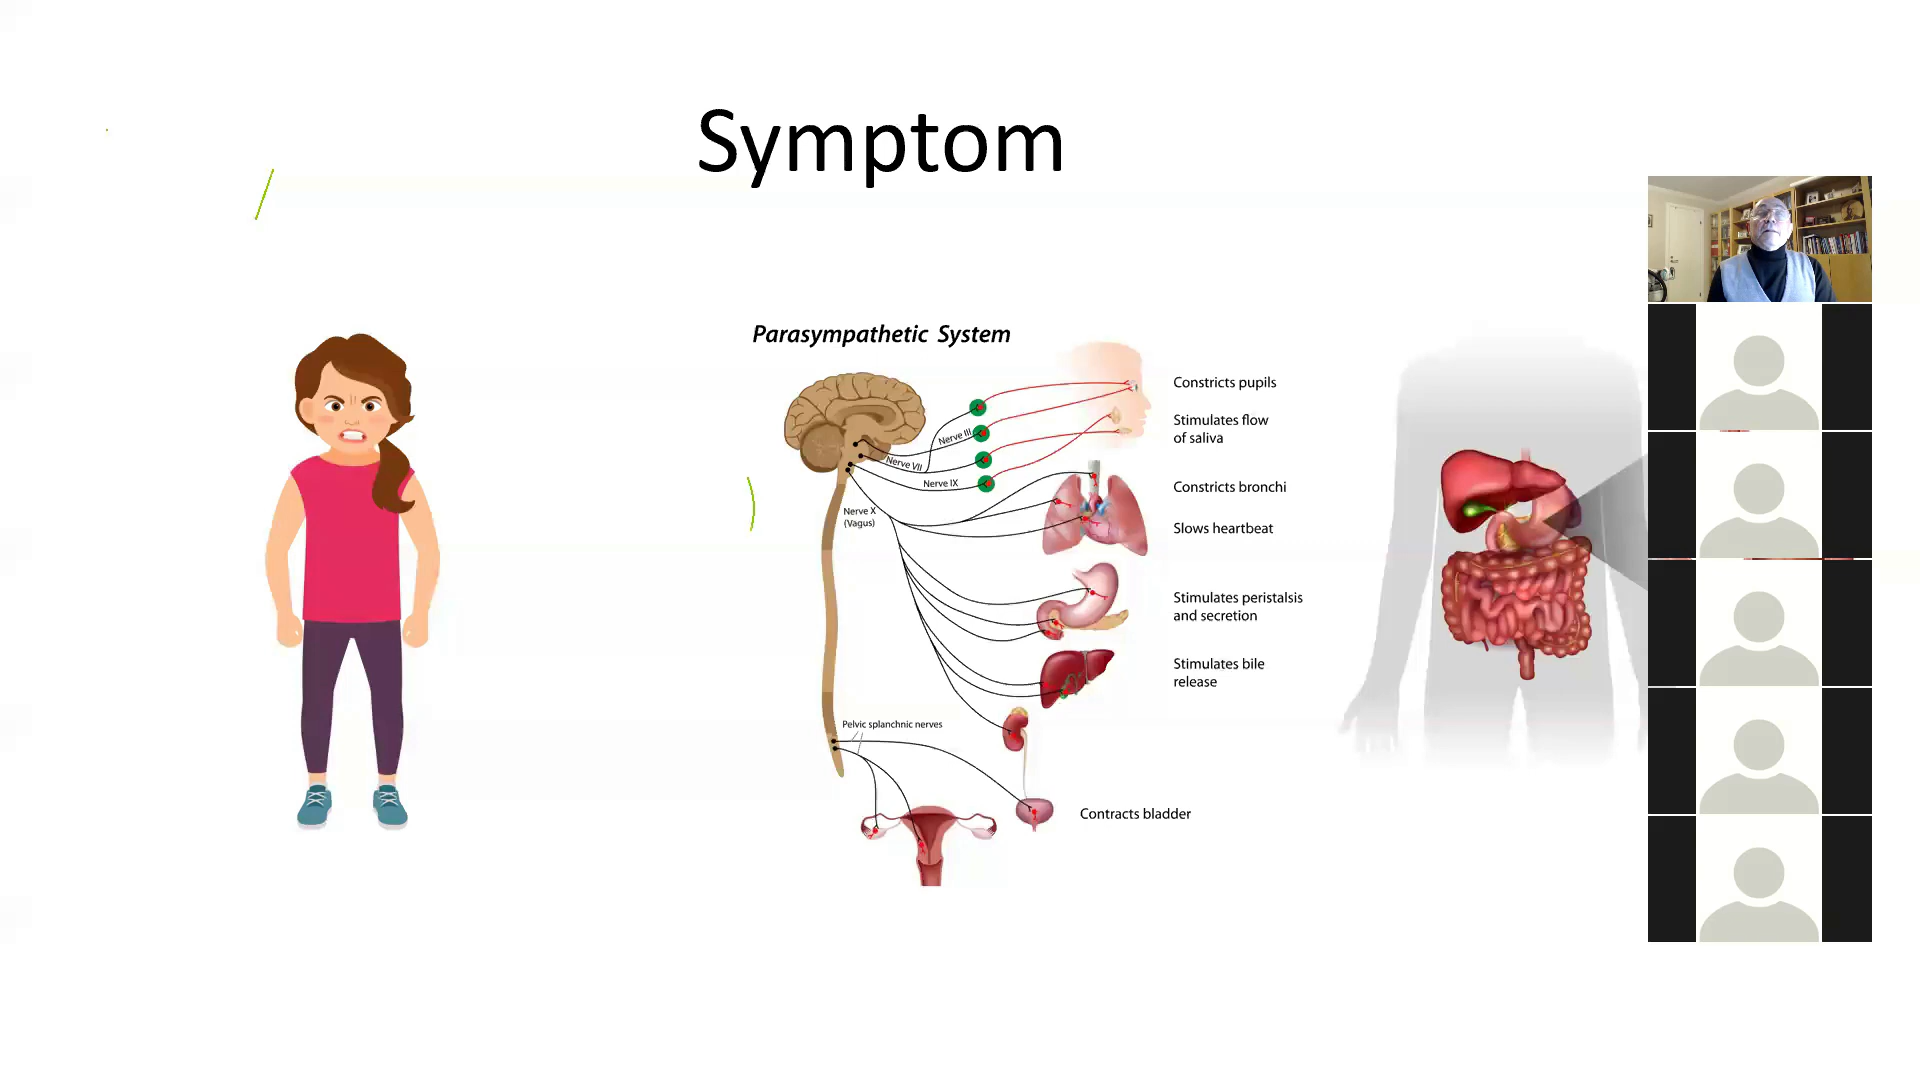 Symptom
Parasympathetic System
Constricts pupils
Stimulates flow
of saliva
Nerve III
Nerve VII
Nerve IX
Constricts bronchi
Nerve X
(Vagus)
Slows heartbeat
Stimulates peristalsis
and secretion
Stimulates bile
release
Pelvic splanchnic nerves
Contracts bladder